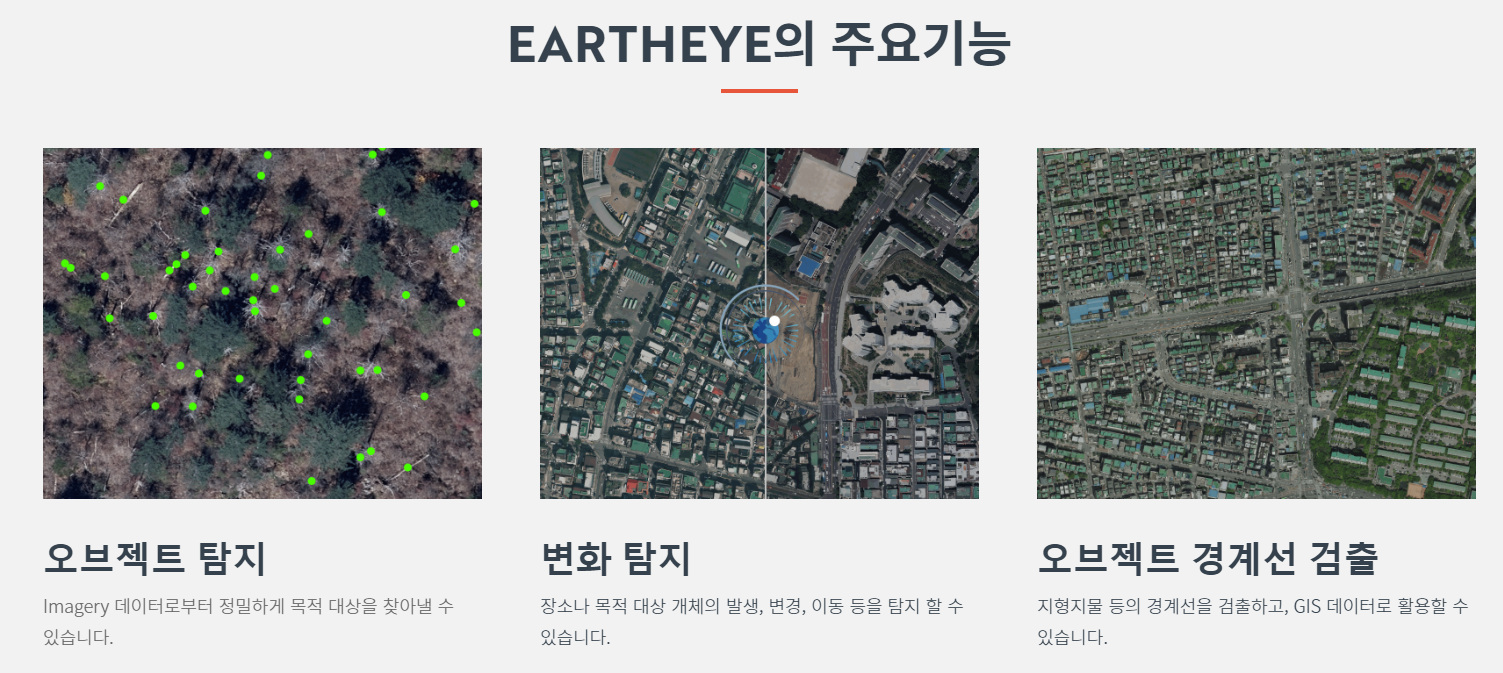 EARTHEYE의 주요기능
오브젝트 탐지
Imagery 데이터로부터 정밀하게 목적 대상을 찾아낼 수
있습니다.
변화 탐지
장소나 목적 대상 개체의 발생, 변경, 이동 등을 탐지 할 수
있습니다.
오브젝트 경계선 검출
지형지물 등의 경계선을 검출하고, GIS 데이터로 활용할 수
있습니다.